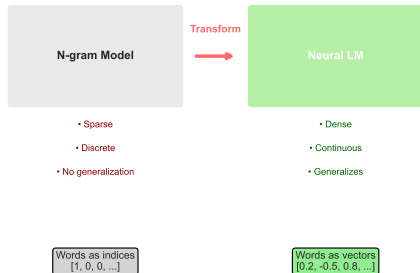 Transform
N-gram Model
Neural LM
• Sparse
• Discrete
• No generalization
• Dense
• Continuous
• Generalizes
Words as indices
[1, 0, 0, ...]
Words as vectors
[0.2, -0.5, 0.8, ...]